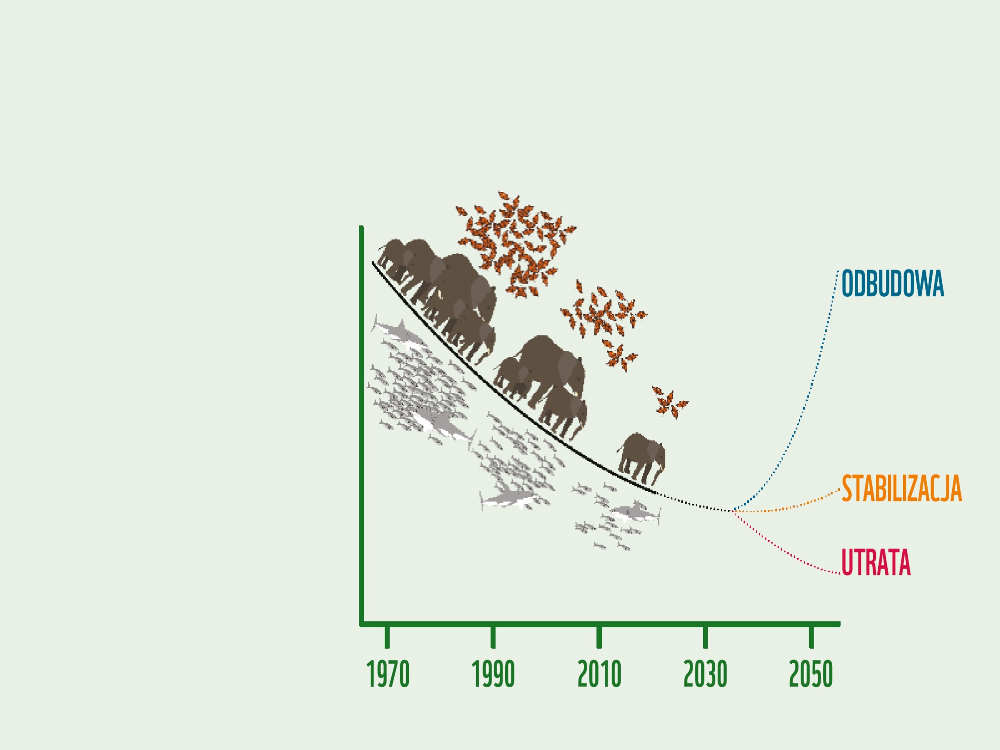 ODBUDOWA
STABILIZACJA
UTRATA
1970 1990 2010 2030 2050